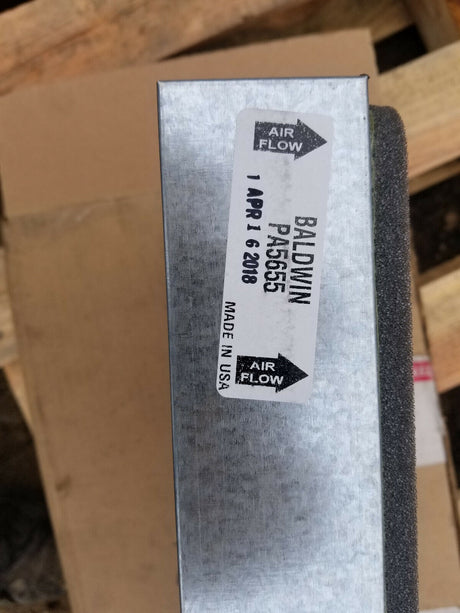 AIR
FLOW
BALDWIN
PA5655
1 APR 1 6 2018
MADE IN USA
AIR
FLOW